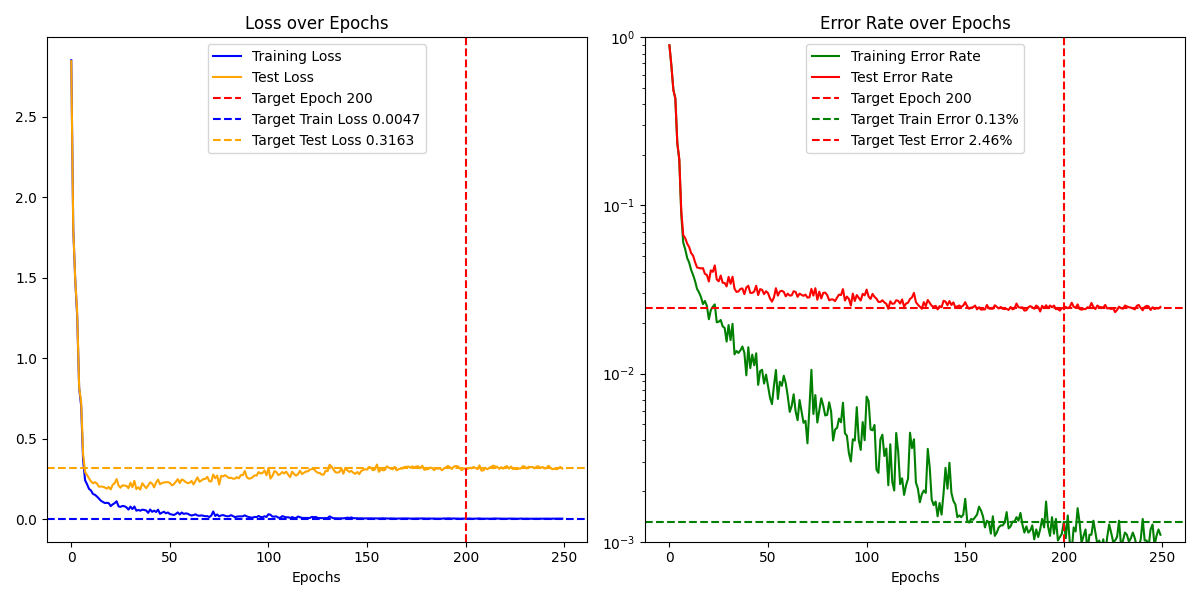 Loss over Epochs
Training Loss
Test Loss
Target Epoch 200
Target Train Loss 0.0047
Target Test Loss 0.3163
2.5
2.0
1.5
1.0
0.5
0.0
0 50 100 150 200 250
Epochs
Error Rate over Epochs
Training Error Rate
Test Error Rate
Target Epoch 200
Target Train Error 0.13%
Target Test Error 2.46%
10⁰
10⁻¹
10⁻²
10⁻³
0 50 100 150 200 250
Epochs